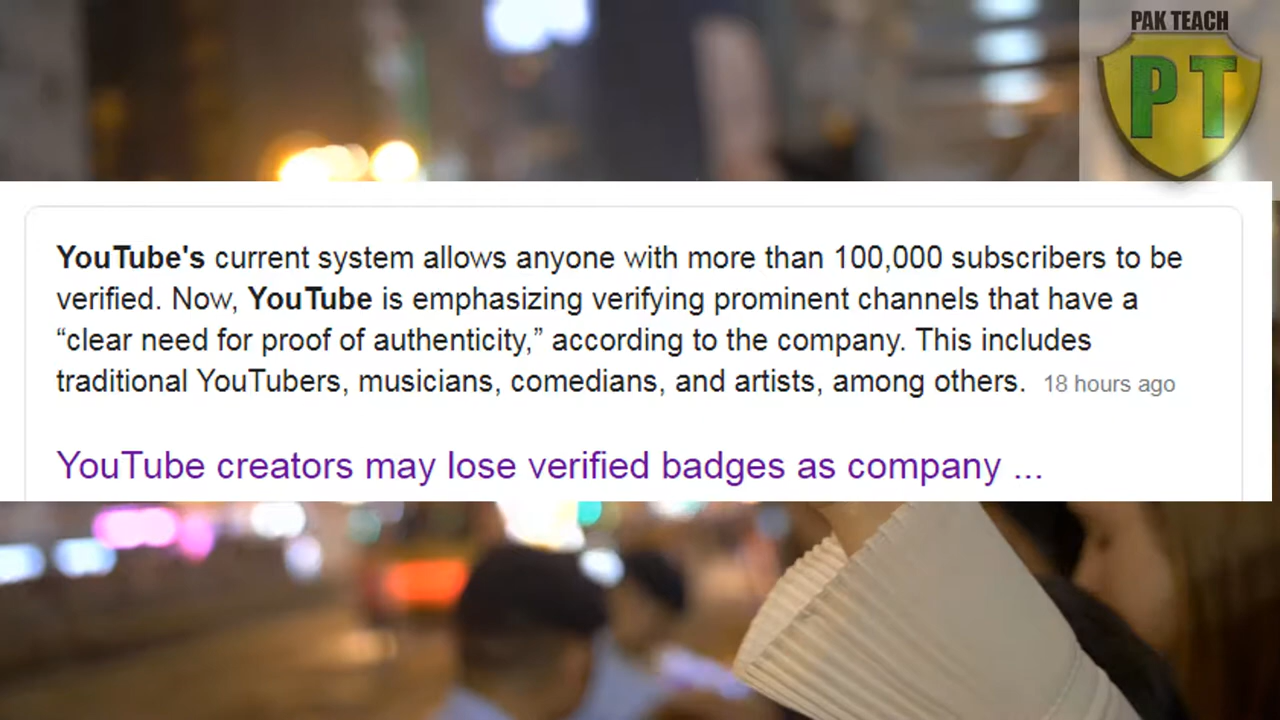 PAK TEACH
PT
YouTube's current system allows anyone with more than 100,000 subscribers to be
verified. Now, YouTube is emphasizing verifying prominent channels that have a
“clear need for proof of authenticity,” according to the company. This includes
traditional YouTubers, musicians, comedians, and artists, among others. 18 hours ago
YouTube creators may lose verified badges as company ...